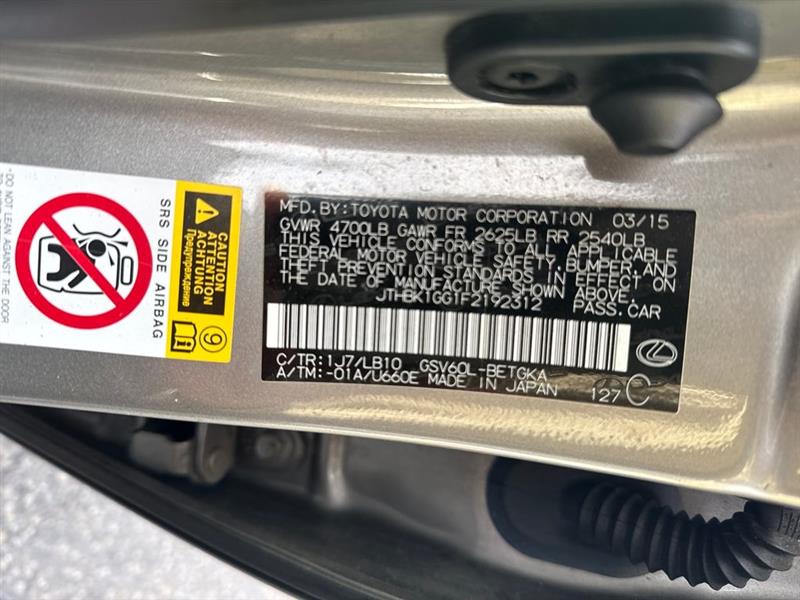 MFD. BY: TOYOTA MOTOR CORPORATION 03/15
GVWR 4700LB GAWR FR 2625LB RR 2540LB
THIS VEHICLE CONFORMS TO ALL APPLICABLE
FEDERAL MOTOR VEHICLE SAFETY, BUMPER, AND
THEFT PREVENTION STANDARDS IN EFFECT ON
THE DATE OF MANUFACTURE SHOWN ABOVE.
JTHBK1GG1F2192312 PASS. CAR
C/TR: 1J7/LB10 GSV60L-BETGKA
A/TM: -01A/U660E MADE IN JAPAN 127 C
CAUTION
ATTENTION
ACHTUNG
Предупреждение
9
SRS SIDE AIRBAG
•DO NOT LEAN AGAINST THE DOOR